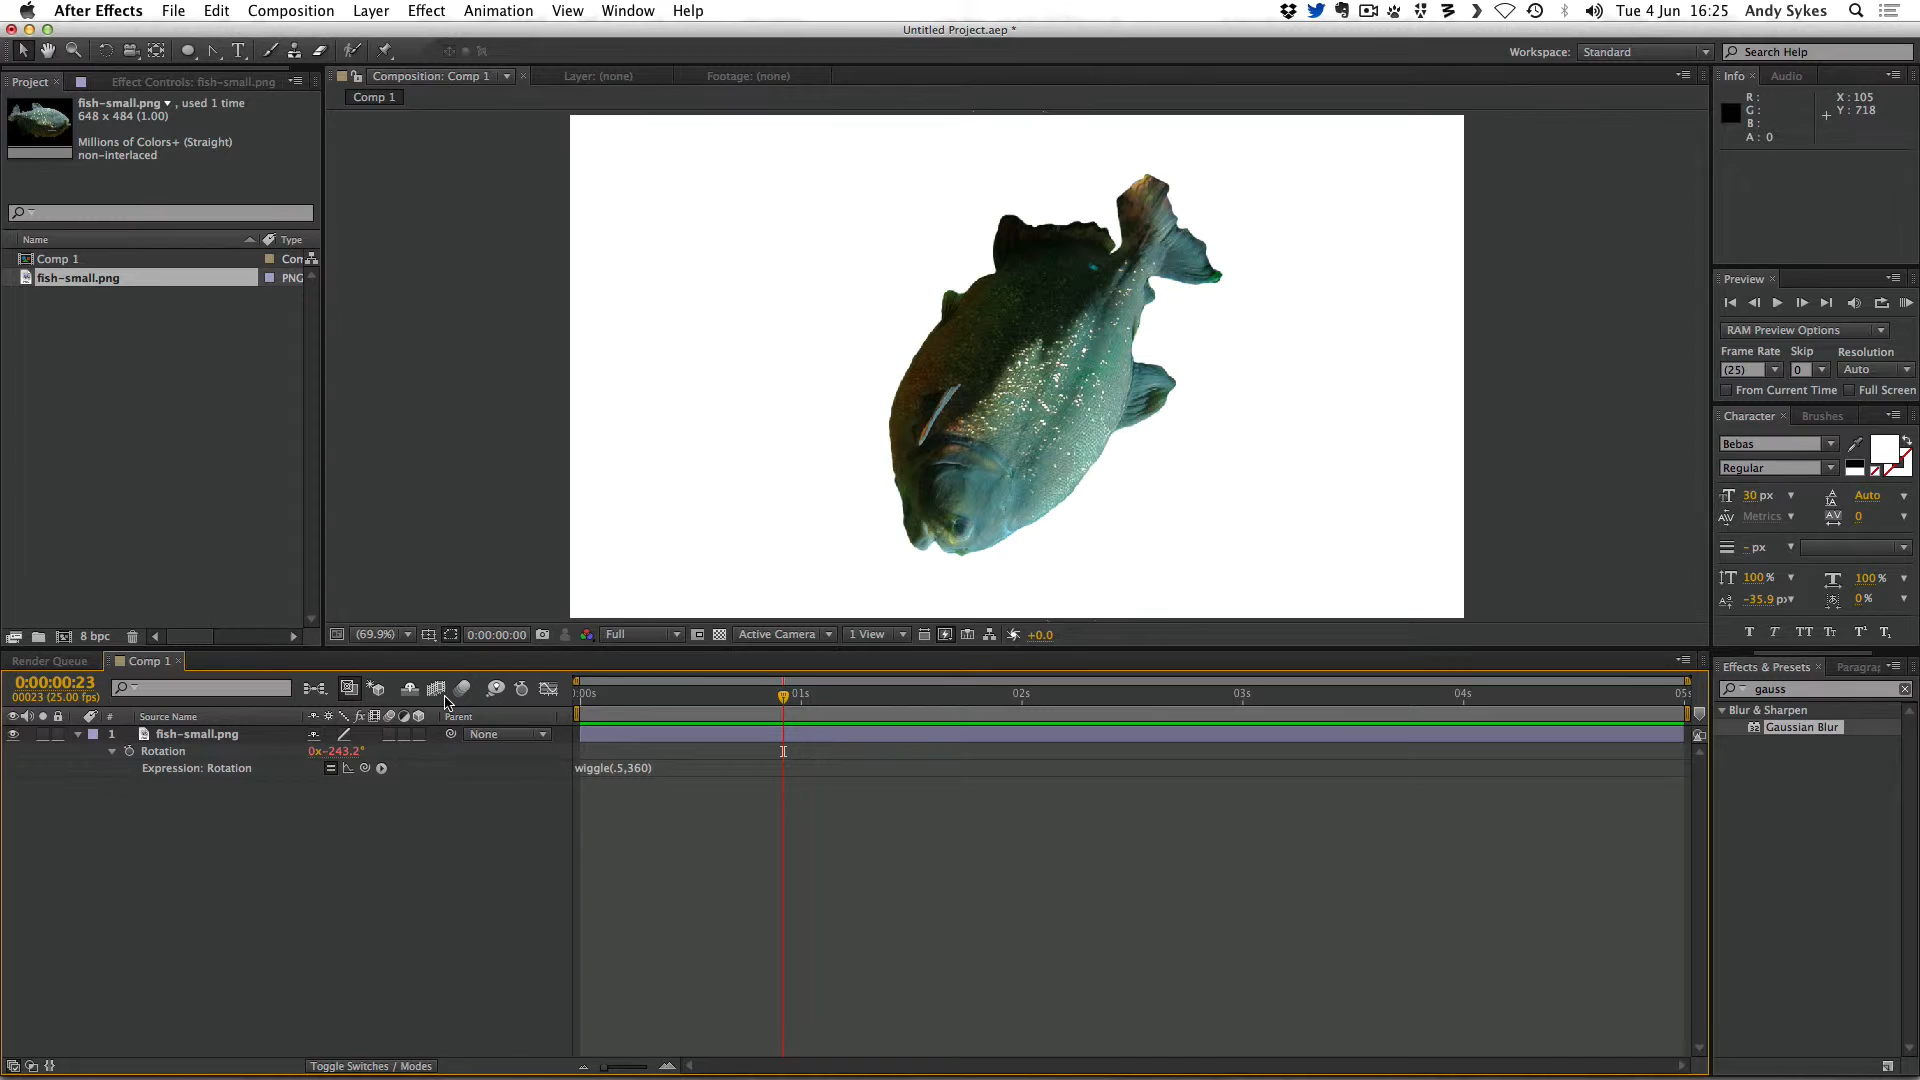 After Effects File Edit Composition Layer Effect Animation View Window Help Tue 4 Jun 16:25 Andy Sykes
Untitled Project.aep *
Workspace: Standard Search Help
Project × Effect Controls: fish-small.png
Composition: Comp 1 × Layer: (none) Footage: (none)
Info × Audio
Comp 1
fish-small.png , used 1 time
648 x 484 (1.00)
Millions of Colors+ (Straight)
non-interlaced
R :
G :
B :
A : 0
X : 105
Y : 718
Name Type
Comp 1 Con
fish-small.png PNG
Preview ×
RAM Preview Options
Frame Rate Skip Resolution
(25) 0 Auto
From Current Time Full Screen
Character × Brushes
Bebas
Regular
30 px Auto
Metrics 0
- px
100 % 100 %
-35.9 px 0 %
T T TT Tr T¹ T,
8 bpc (69.9%) 0:00:00:00 Full Active Camera 1 View +0.0
Render Queue Comp 1 ×
Effects & Presets × Paragra
gauss
Blur & Sharpen
32 Gaussian Blur
0:00:00:23
00023 (25.00 fps)
):00s 01s 02s 03s 04s 05s
# Source Name fx Parent
1 fish-small.png None
Rotation 0x-243.2°
Expression: Rotation wiggle(.5,360)
Toggle Switches / Modes